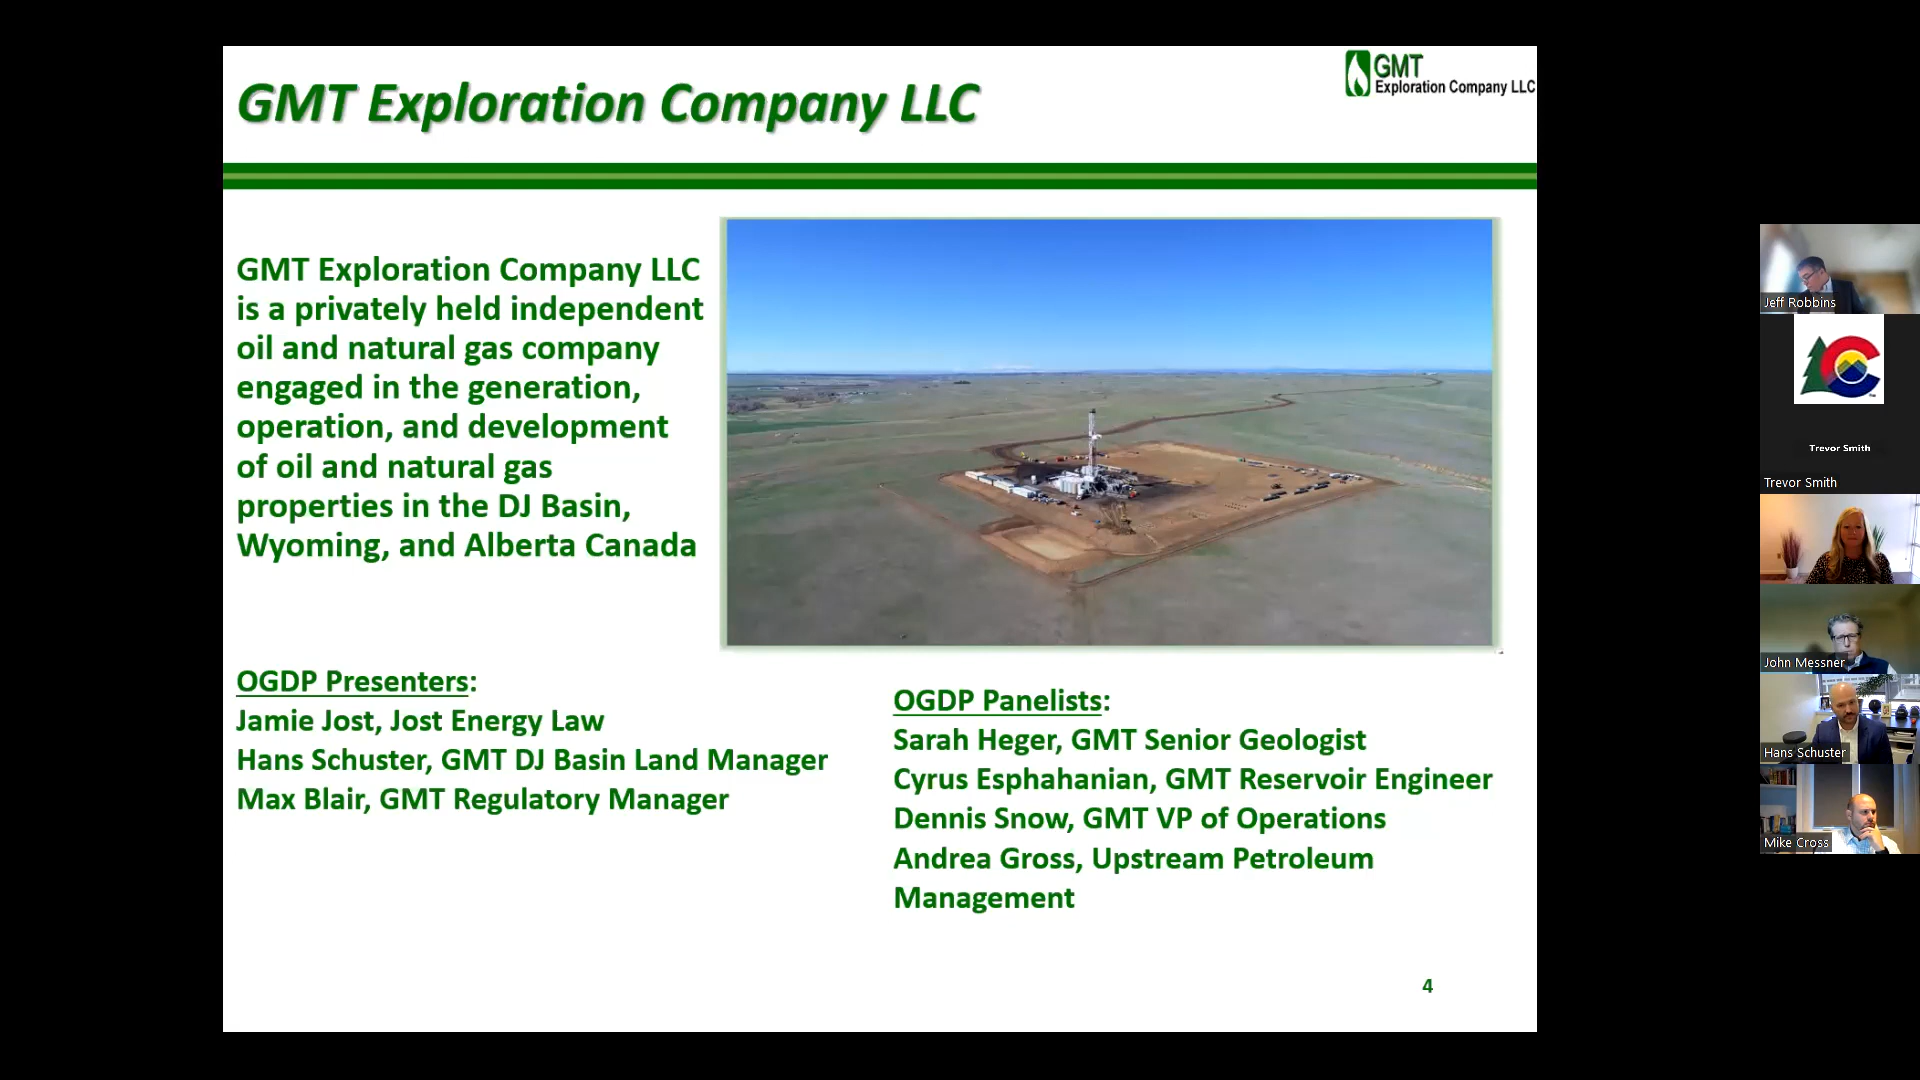 GMT Exploration Company LLC
GMT
Exploration Company LLC
GMT Exploration Company LLC
is a privately held independent
oil and natural gas company
engaged in the generation,
operation, and development
of oil and natural gas
properties in the DJ Basin,
Wyoming, and Alberta Canada
OGDP Presenters:
Jamie Jost, Jost Energy Law
Hans Schuster, GMT DJ Basin Land Manager
Max Blair, GMT Regulatory Manager
OGDP Panelists:
Sarah Heger, GMT Senior Geologist
Cyrus Esphahanian, GMT Reservoir Engineer
Dennis Snow, GMT VP of Operations
Andrea Gross, Upstream Petroleum
Management
4
Jeff Robbins
Trevor Smith
Trevor Smith
John Messner
Hans Schuster
Mike Cross